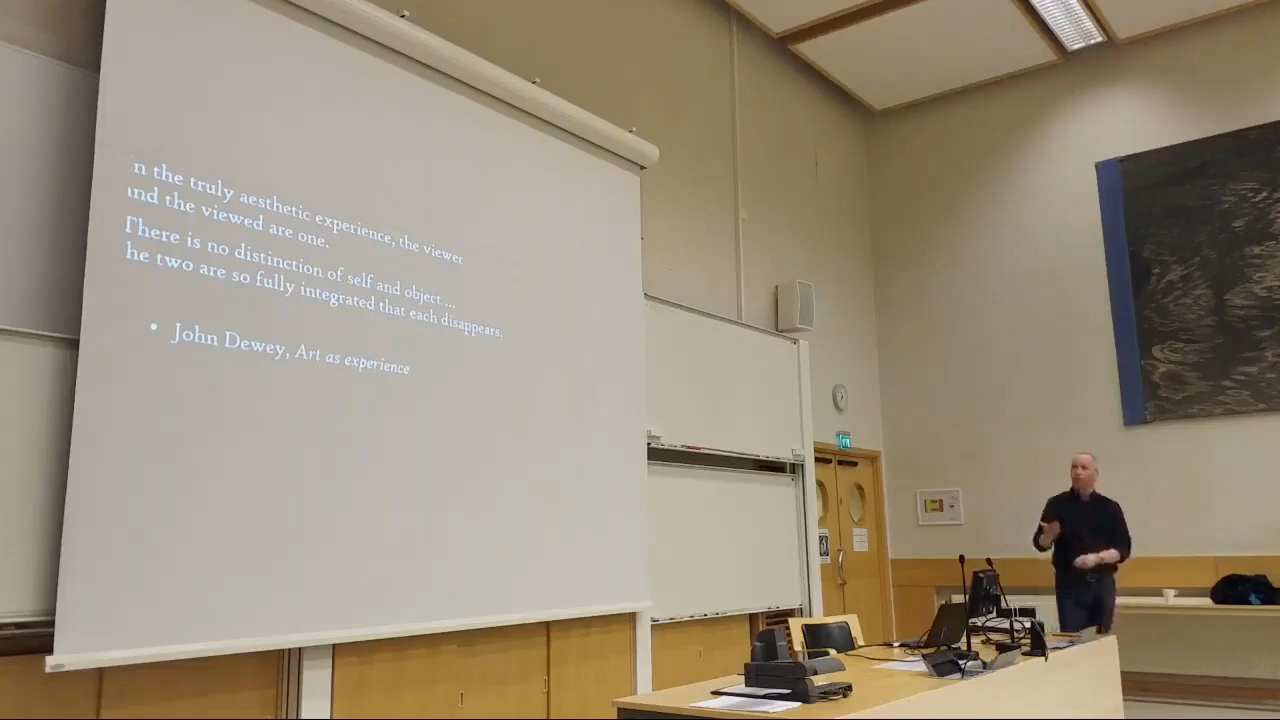 n the truly aesthetic experience, the viewer
and the viewed are one.
There is no distinction of self and object ...
he two are so fully integrated that each disappears.
• John Dewey, Art as experience